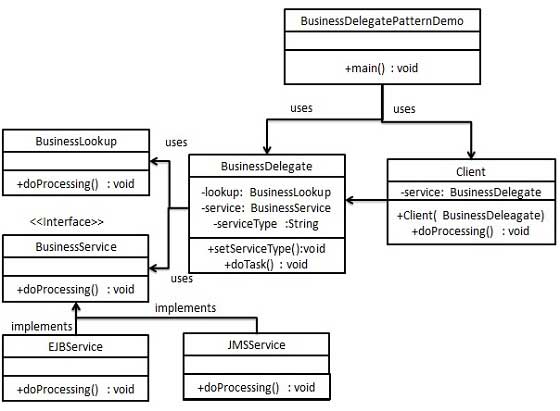 BusinessDelegatePatternDemo
+main() : void
uses
uses
BusinessLookup
+doProcessing() : void
uses
BusinessDelegate
-lookup: BusinessLookup
-service: BusinessService
-serviceType :String
+setServiceType():void
+doTask() : void
Client
-service: BusinessDelegate
+Client( BusinessDeleagate)
+doProcessing() : void
<<Interface>>
BusinessService
+doProcessing() : void
uses
implements
implements
EJBService
+doProcessing() : void
JMSService
+doProcessing() : void